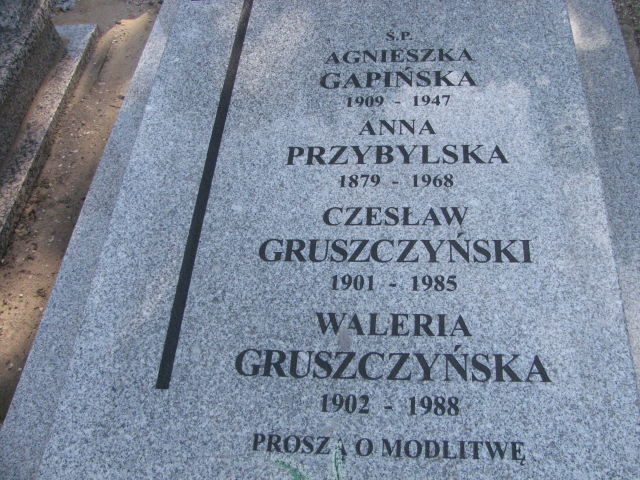 Ś.P.
AGNIESZKA
GAPIŃSKA
1909 - 1947
ANNA
PRZYBYLSKA
1879 - 1968
CZESŁAW
GRUSZCZYŃSKI
1901 - 1985
WALERIA
GRUSZCZYŃSKA
1902 - 1988
PROSZĄ O MODLITWĘ